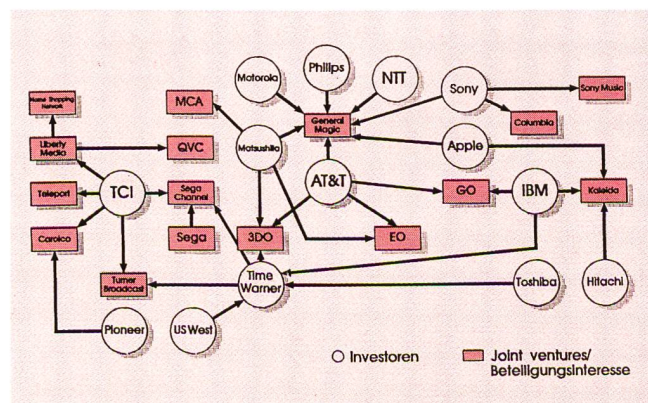 Philips
NTT
Motorola
Sony
Sony Music
Home Shopping
Network
MCA
General
Magic
Columbia
Liberty
Media
QVC
Matsushita
Apple
AT&T
Teleport
TCI
Sega
Channel
GO
IBM
Kaleida
Carolco
Sega
3DO
EO
Turner
Broadcast
Time
Warner
Toshiba
Hitachi
Pioneer
US West
Investoren
Joint ventures/
Beteiligungsinteresse